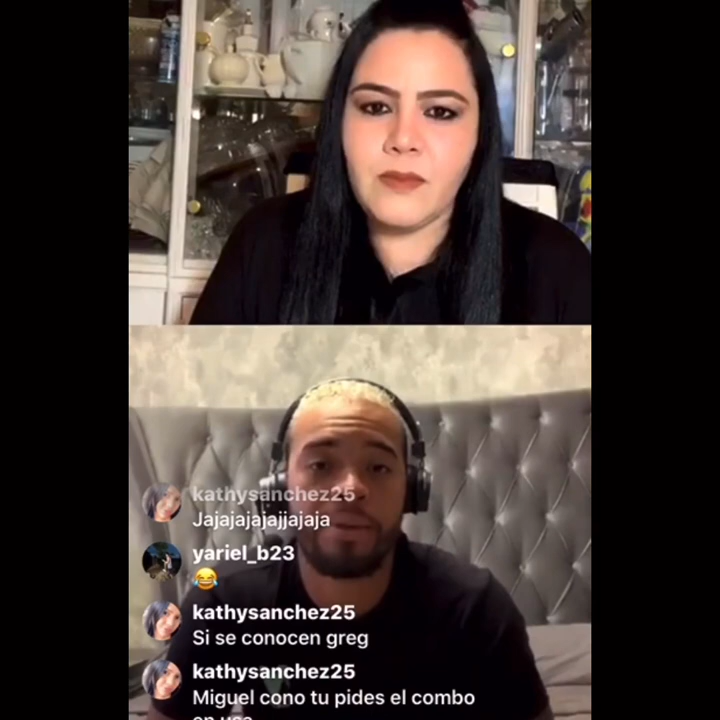 kathysanchez25
Jajajajajajjajaja
yariel_b23
😂
kathysanchez25
Si se conocen greg
kathysanchez25
Miguel cono tu pides el combo